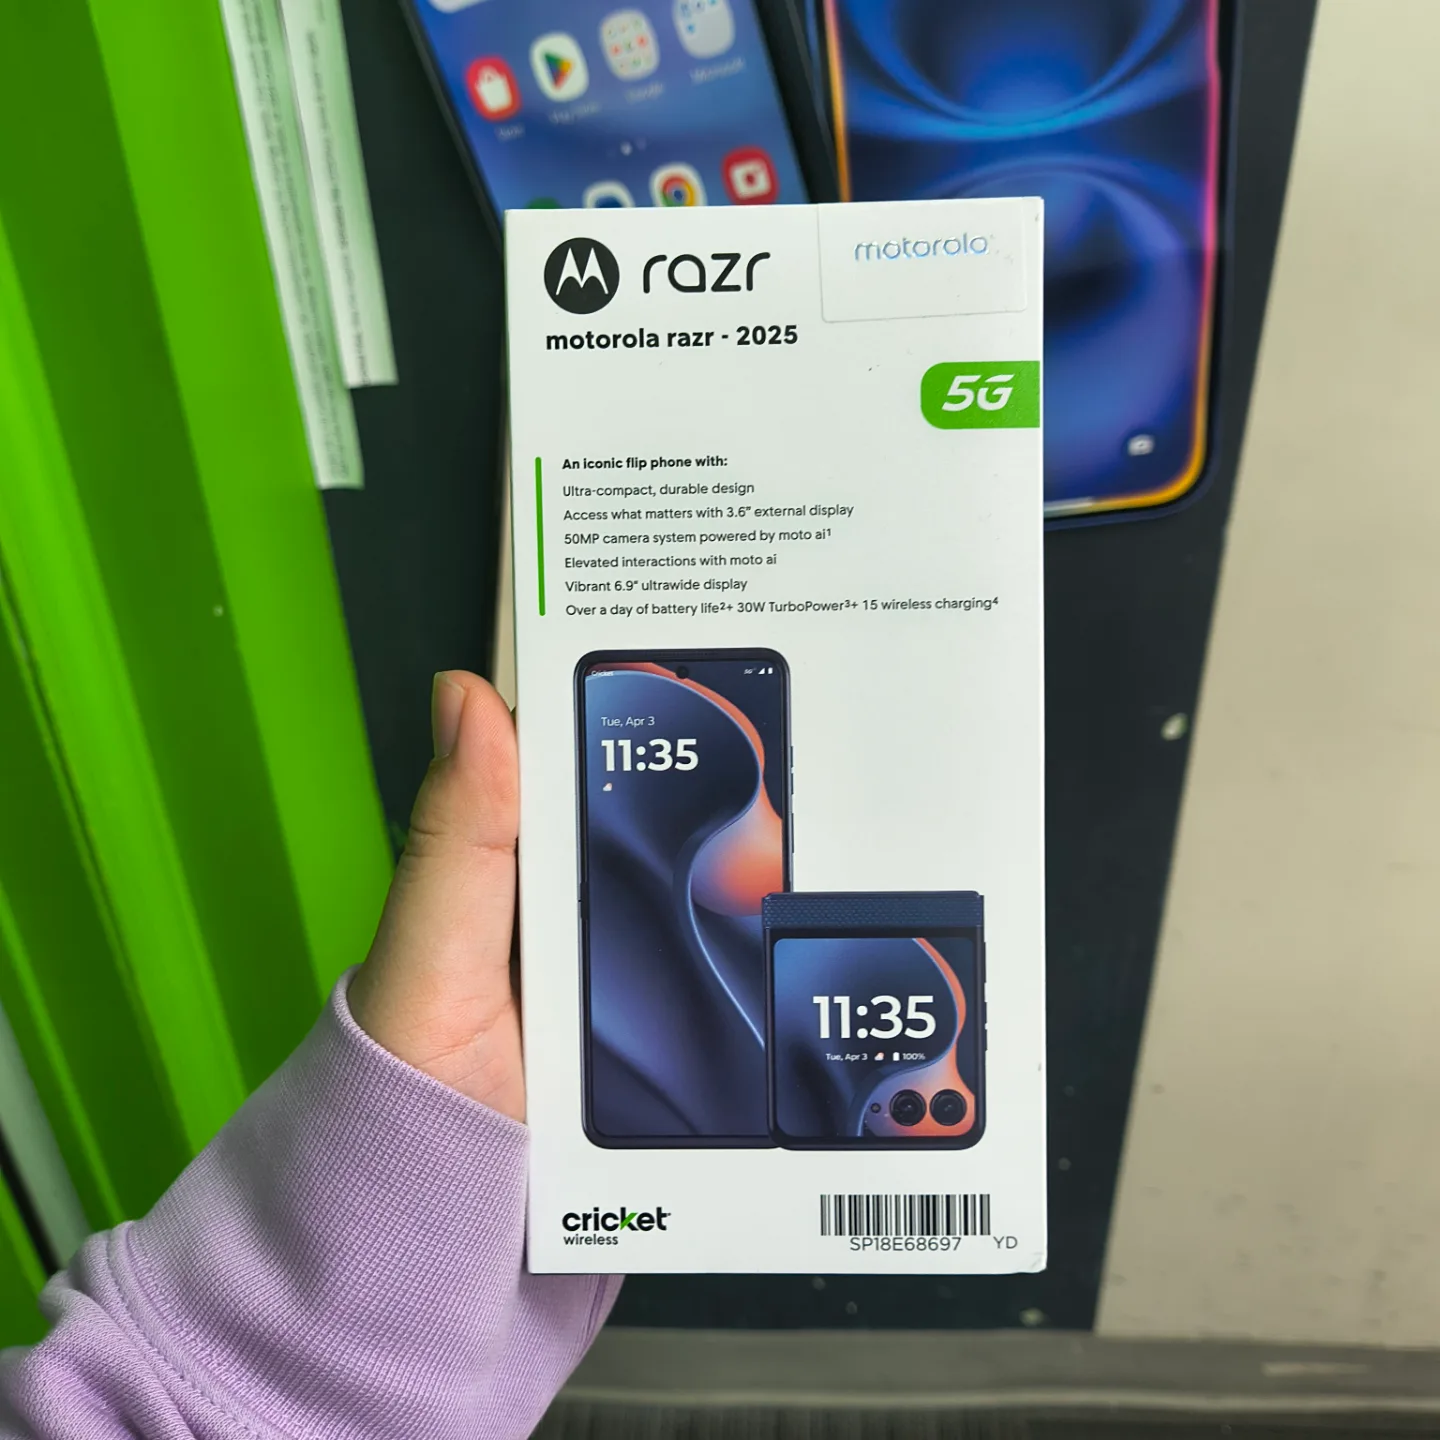 razr
motorola
motorola razr - 2025
5G
An iconic flip phone with:
Ultra-compact, durable design
Access what matters with 3.6" external display
50MP camera system powered by moto ai¹
Elevated interactions with moto ai
Vibrant 6.9" ultrawide display
Over a day of battery life²+ 30W TurboPower³+ 15 wireless charging⁴
Cricket
5G
Tue, Apr 3
11:35
11:35
Tue, Apr 3 100%
cricket
wireless
SP18E68697 YD